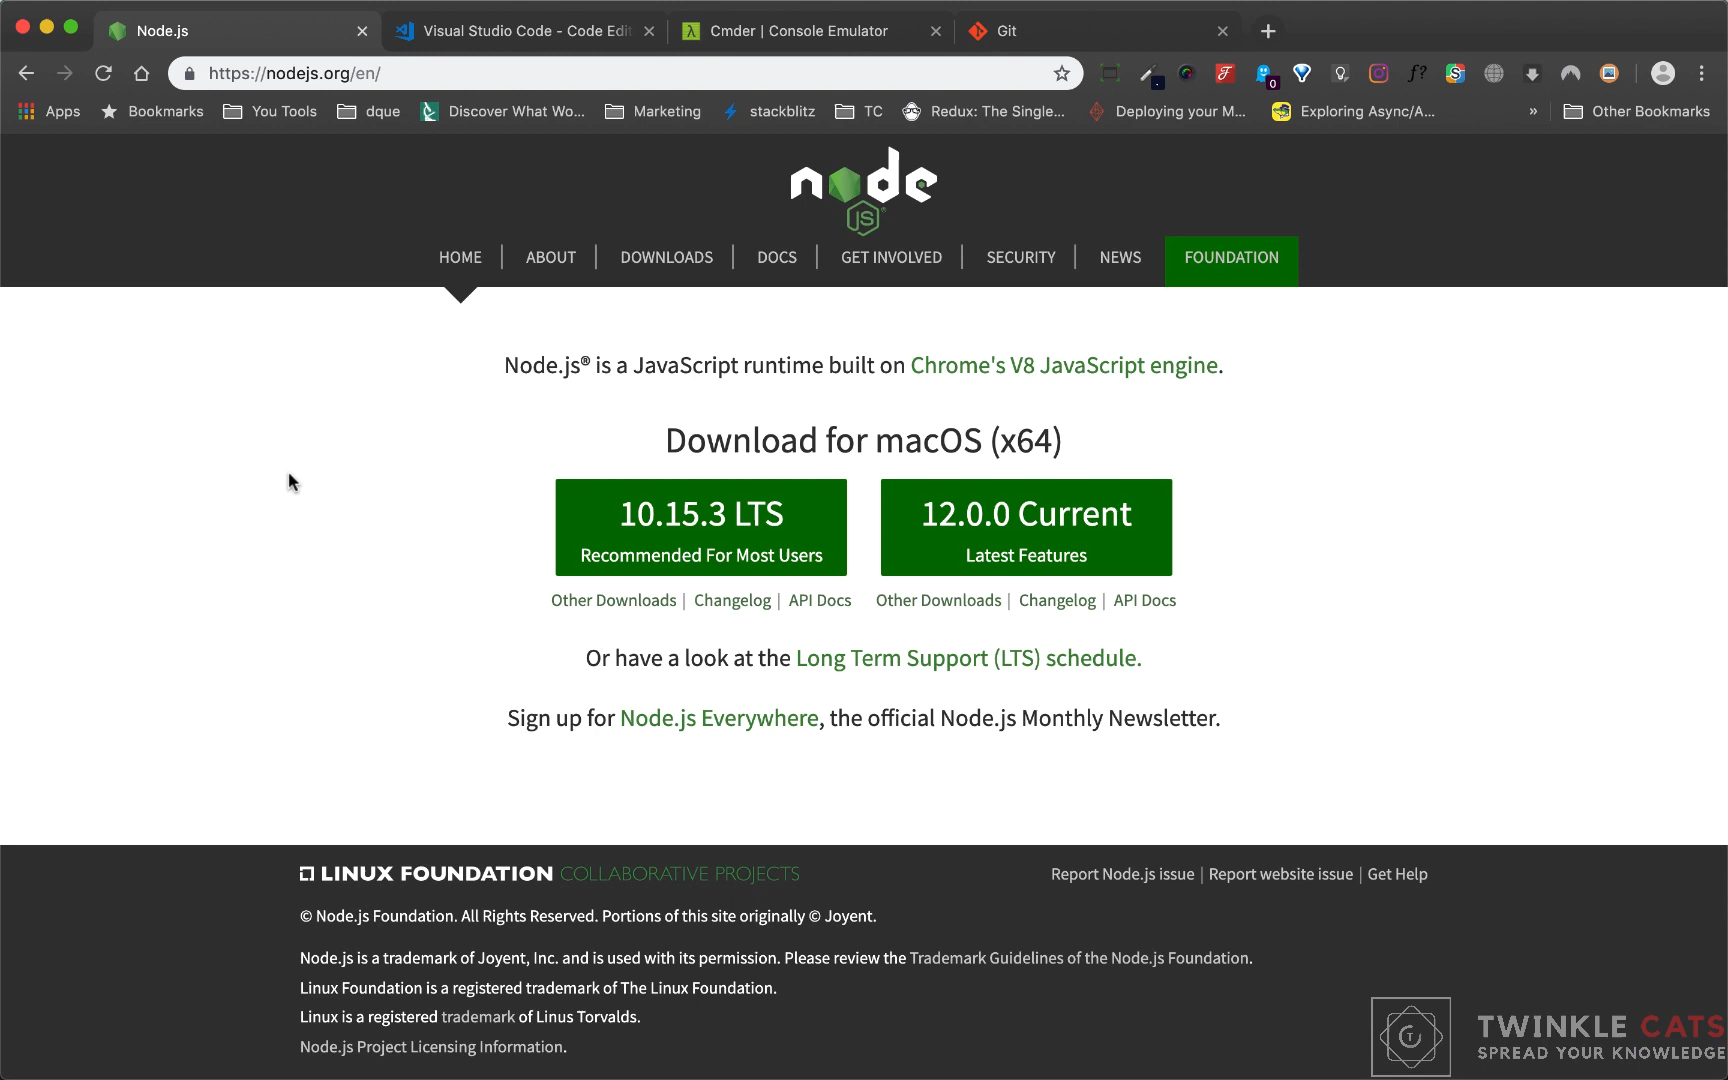 Node.js
Visual Studio Code - Code Edit
Cmder | Console Emulator
Git
https://nodejs.org/en/
0
Apps
Bookmarks
You Tools
dque
Discover What Wo...
Marketing
stackblitz
TC
Redux: The Single...
Deploying your M...
Exploring Async/A...
»
Other Bookmarks
node
JS
HOME
ABOUT
DOWNLOADS
DOCS
GET INVOLVED
SECURITY
NEWS
FOUNDATION
Node.js® is a JavaScript runtime built on Chrome's V8 JavaScript engine.
Download for macOS (x64)
10.15.3 LTS
Recommended For Most Users
12.0.0 Current
Latest Features
Other Downloads | Changelog | API Docs
Other Downloads | Changelog | API Docs
Or have a look at the Long Term Support (LTS) schedule.
Sign up for Node.js Everywhere, the official Node.js Monthly Newsletter.
LINUX FOUNDATION COLLABORATIVE PROJECTS
Report Node.js issue | Report website issue | Get Help
© Node.js Foundation. All Rights Reserved. Portions of this site originally © Joyent.
Node.js is a trademark of Joyent, Inc. and is used with its permission. Please review the Trademark Guidelines of the Node.js Foundation.
Linux Foundation is a registered trademark of The Linux Foundation.
Linux is a registered trademark of Linus Torvalds.
Node.js Project Licensing Information.
TWINKLE CATS
SPREAD YOUR KNOWLEDGE